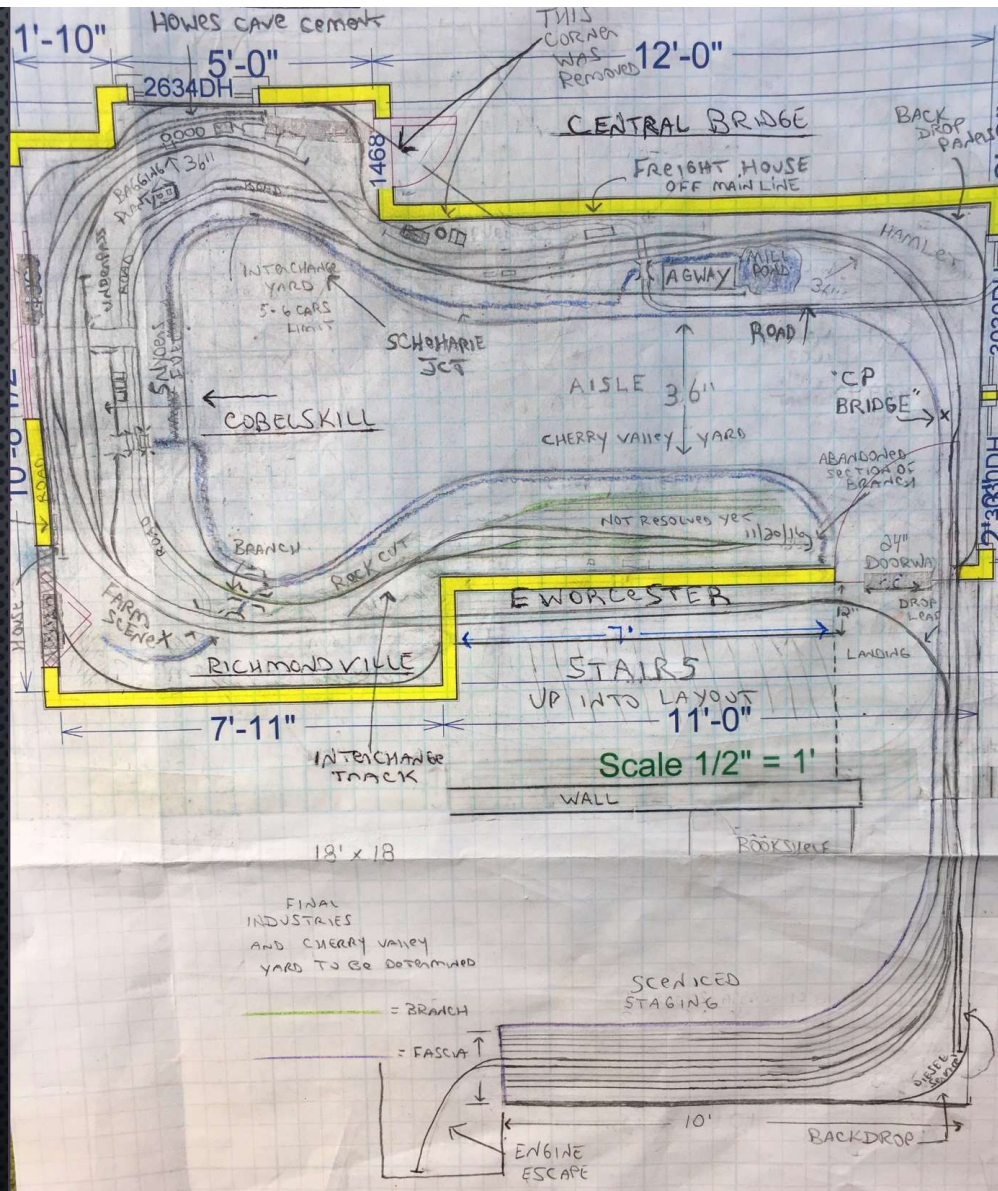 HOWES CAVE CEMENT
THIS
CORNER
WAS
REMOVED
1'-10"
5'-0"
12'-0"
2634DH
CENTRAL BRIDGE
BACK
DROP
PANELS
1468
FREIGHT HOUSE
OFF MAIN LINE
BAGGING
PLANT
36"
ROAD
HAMLET
UNDERPASS
ROAD
INTERCHANGE
YARD
5-6 CARS
LIMIT
AGWAY
MILL
POND
SCHOHARIE
JCT
ROAD
SNYDERS
AISLE 3'6"
"CP
BRIDGE"
COBELSKILL
CHERRY VALLEY YARD
ABANDONED
SECTION OF
BRANCH
ROAD
NOT RESOLVED YET
11/20/16
ROAD
BRANCH
ROCK CUT
24"
DOORWAY
DROP
LEAF
FARM
SCENE
E WORCESTER
12"
7'
LANDING
RICHMONDVILLE
STAIRS
UP INTO LAYOUT
7'-11"
11'-0"
INTERCHANGE
TRACK
Scale 1/2" = 1'
WALL
BOOKSHELF
18' x 18
FINAL
INDUSTRIES
AND CHERRY VALLEY
YARD TO BE DETERMINED
SCENICED
STAGING
= BRANCH
= FASCIA
DIESEL
10'
BACKDROP
ENGINE
ESCAPE